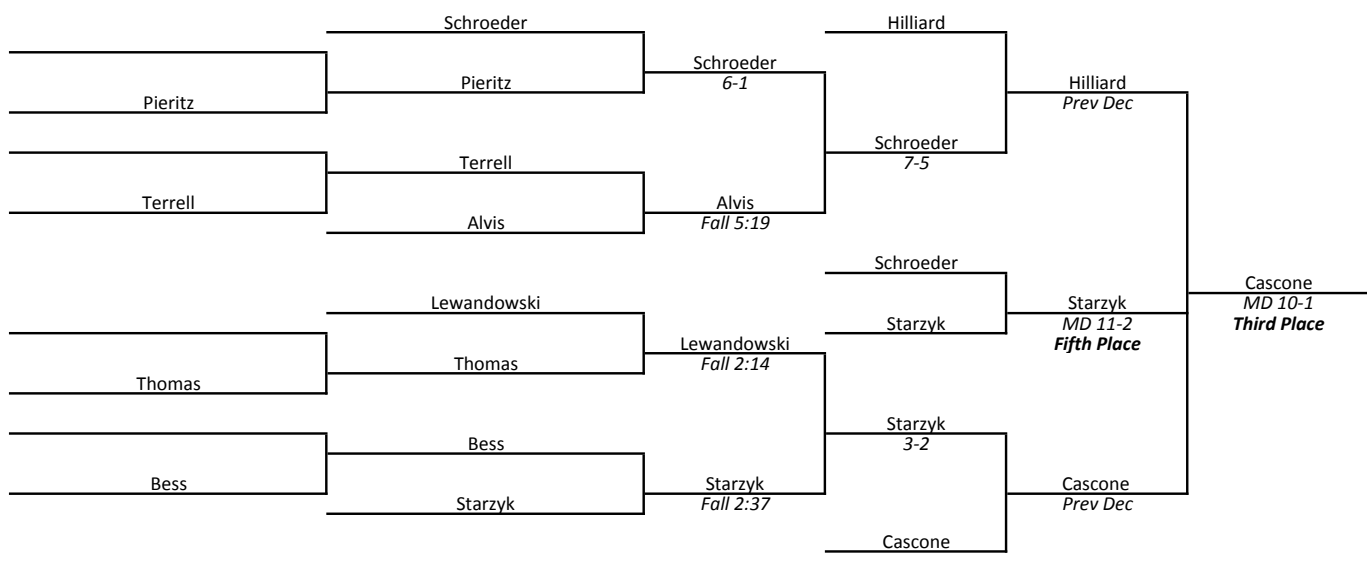 Schroeder
Pieritz
Pieritz
Schroeder
6-1
Terrell
Terrell
Alvis
Alvis
Fall 5:19
Hilliard
Schroeder
7-5
Hilliard
Prev Dec
Schroeder
Starzyk
Starzyk
MD 11-2
Fifth Place
Cascone
MD 10-1
Third Place
Lewandowski
Thomas
Thomas
Lewandowski
Fall 2:14
Bess
Bess
Starzyk
Starzyk
Fall 2:37
Starzyk
3-2
Cascone
Cascone
Prev Dec